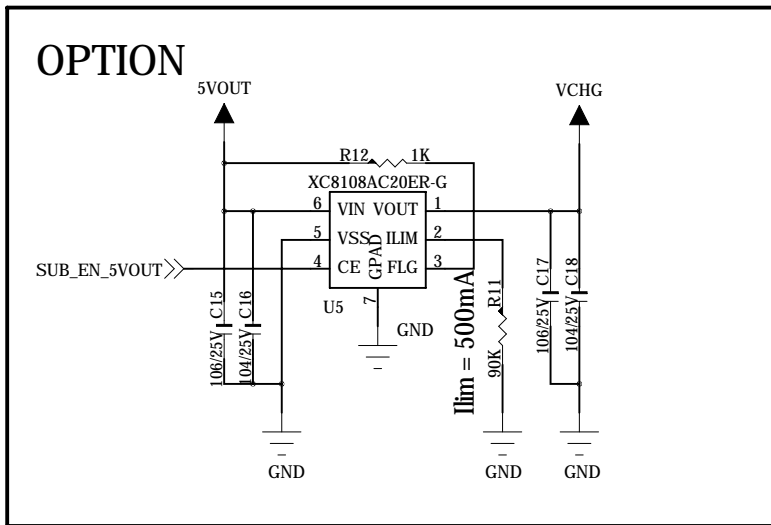 OPTION
5VOUT
VCHG
R12 1K
XC8108AC20ER-G
6 VIN VOUT 1
5 VSS ILIM 2
4 CE FLG 3
GPAD
7
SUB_EN_5VOUT
U5
GND
106/25V C15
104/25V C16
Ilim = 500mA
R11
90K
106/25V C17
104/25V C18
GND
GND
GND